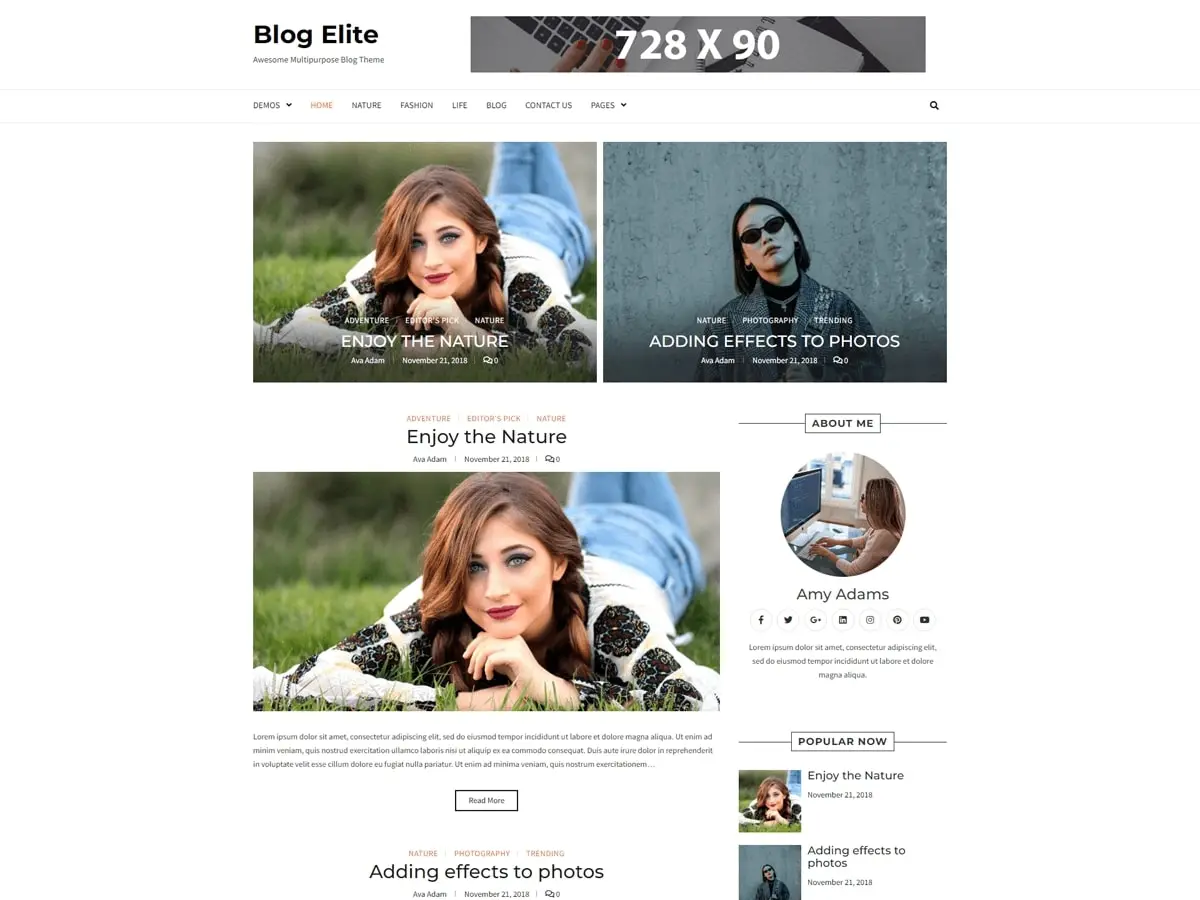 Blog Elite
Awesome Multipurpose Blog Theme
728 X 90
DEMOS HOME NATURE FASHION LIFE BLOG CONTACT US PAGES
ADVENTURE EDITOR'S PICK NATURE
ENJOY THE NATURE
Ava Adam November 21, 2018 0
NATURE PHOTOGRAPHY TRENDING
ADDING EFFECTS TO PHOTOS
Ava Adam November 21, 2018 0
ADVENTURE EDITOR'S PICK NATURE
Enjoy the Nature
Ava Adam November 21, 2018 0
Lorem ipsum dolor sit amet, consectetur adipiscing elit, sed do eiusmod tempor incididunt ut labore et dolore magna aliqua. Ut enim ad
minim veniam, quis nostrud exercitation ullamco laboris nisi ut aliquip ex ea commodo consequat. Duis aute irure dolor in reprehenderit
in voluptate velit esse cillum dolore eu fugiat nulla pariatur. Ut enim ad minima veniam, quis nostrum exercitationem…
Read More
NATURE PHOTOGRAPHY TRENDING
Adding effects to photos
Ava Adam November 21, 2018 0
ABOUT ME
Amy Adams
Lorem ipsum dolor sit amet, consectetur adipiscing elit,
sed do eiusmod tempor incididunt ut labore et dolore
magna aliqua.
POPULAR NOW
Enjoy the Nature
November 21, 2018
Adding effects to
photos
November 21, 2018